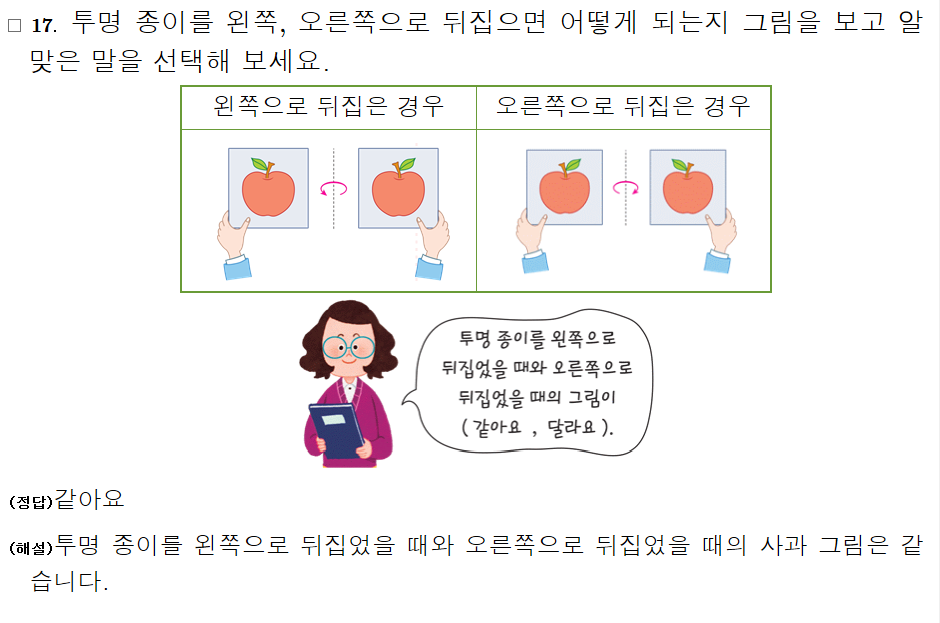 □ 17. 투명 종이를 왼쪽, 오른쪽으로 뒤집으면 어떻게 되는지 그림을 보고 알
맞은 말을 선택해 보세요.
왼쪽으로 뒤집은 경우
오른쪽으로 뒤집은 경우
투명 종이를 왼쪽으로
뒤집었을 때와 오른쪽으로
뒤집었을 때의 그림이
( 같아요 , 달라요 ).
(정답)같아요
(해설)투명 종이를 왼쪽으로 뒤집었을 때와 오른쪽으로 뒤집었을 때의 사과 그림은 같
습니다.